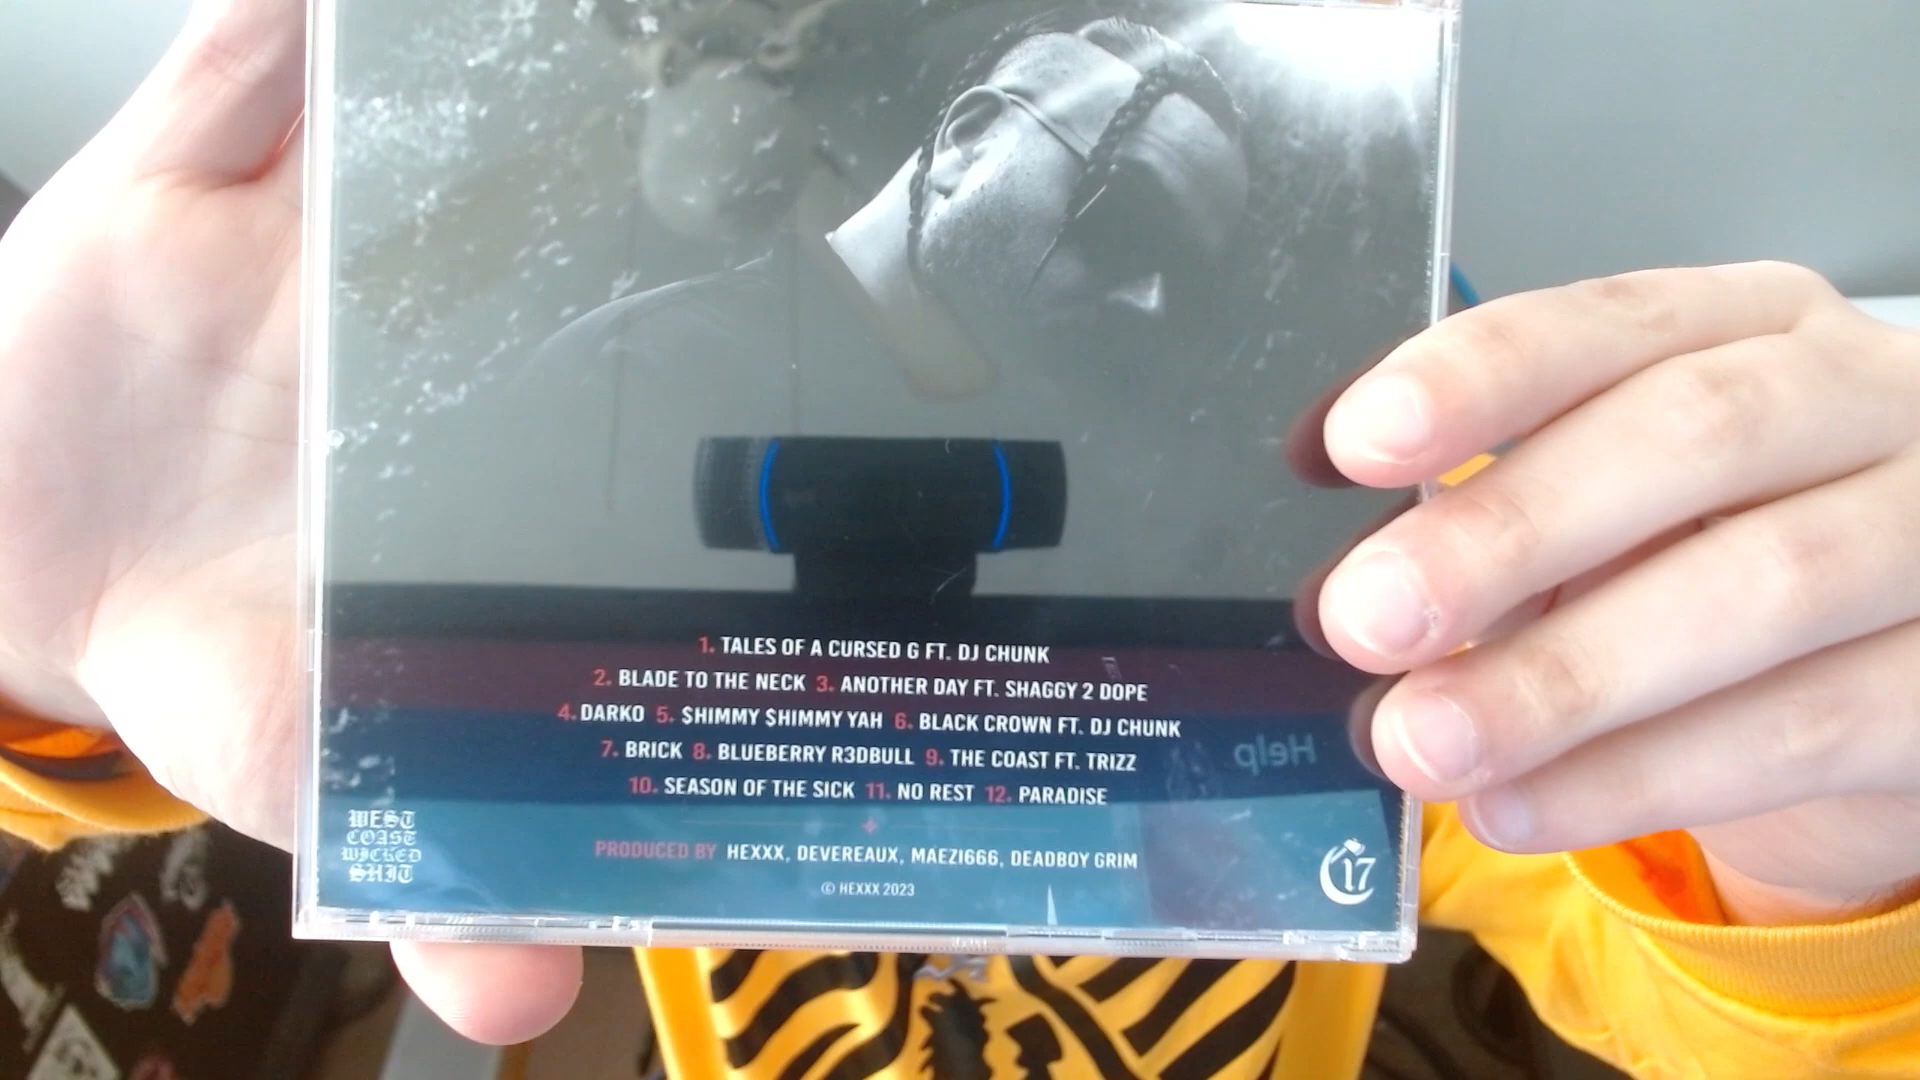 1. TALES OF A CURSED G FT. DJ CHUNK
2. BLADE TO THE NECK 3. ANOTHER DAY FT. SHAGGY 2 DOPE
4. DARKO 5. $HIMMY $HIMMY YAH 6. BLACK CROWN FT. DJ CHUNK
7. BRICK 8. BLUEBERRY R3DBULL 9. THE COAST FT. TRIZZ
Help
10. SEASON OF THE SICK 11. NO REST 12. PARADISE
WEST
COAST
WICKED
SHIT
PRODUCED BY HEXXX, DEVEREAUX, MAEZI666, DEADBOY GRIM
© HEXXX 2023
17